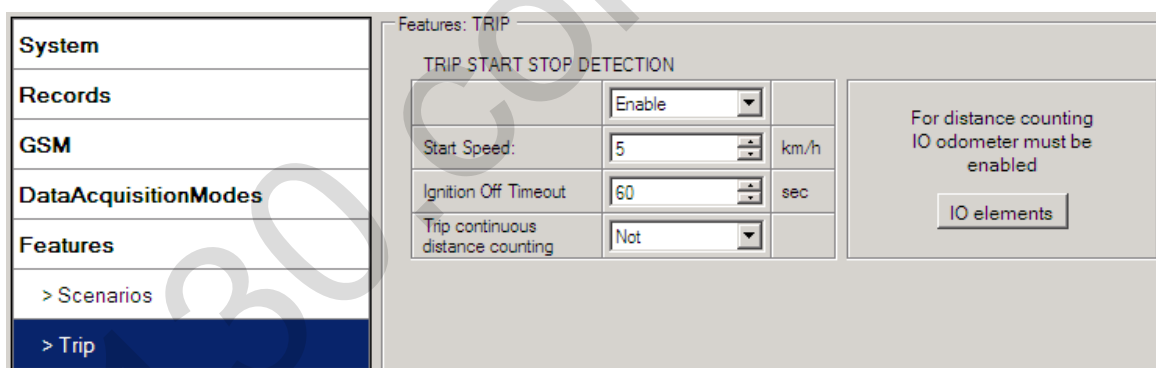 System
Records
GSM
DataAcquisitionModes
Features
> Scenarios
> Trip
Features: TRIP
TRIP START STOP DETECTION
Enable
Start Speed:
5
km/h
Ignition Off Timeout
60
sec
Trip continuous
distance counting
Not
For distance counting
IO odometer must be
enabled
IO elements